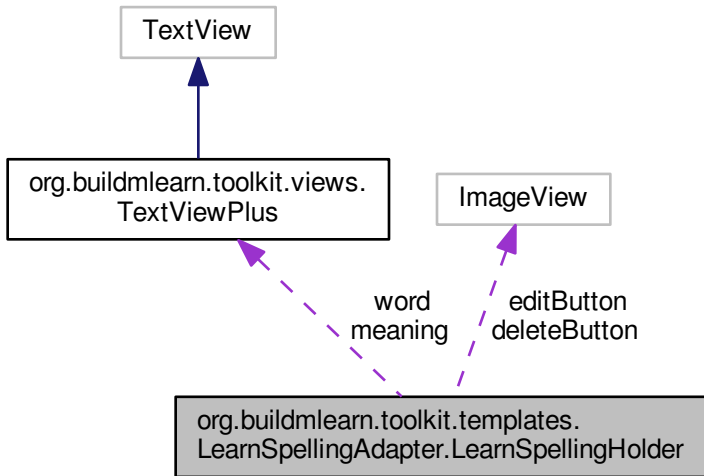 TextView
org.buildmlearn.toolkit.views.
TextViewPlus
ImageView
word
meaning
editButton
deleteButton
org.buildmlearn.toolkit.templates.
LearnSpellingAdapter.LearnSpellingHolder